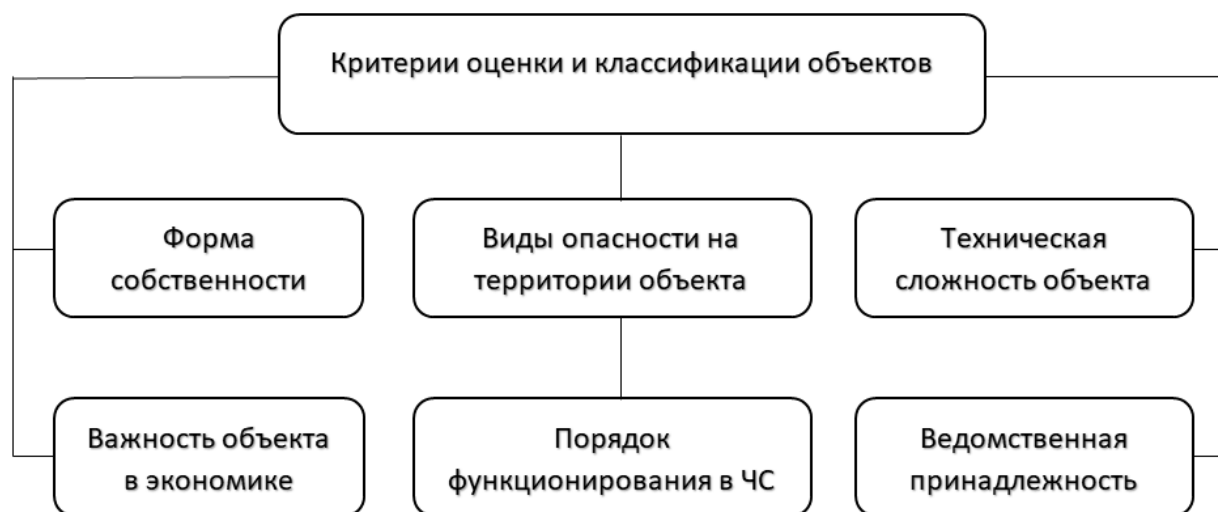 Критерии оценки и классификации объектов
Форма
собственности
Виды опасности на
территории объекта
Техническая
сложность объекта
Важность объекта
в экономике
Порядок
функционирования в ЧС
Ведомственная
принадлежность